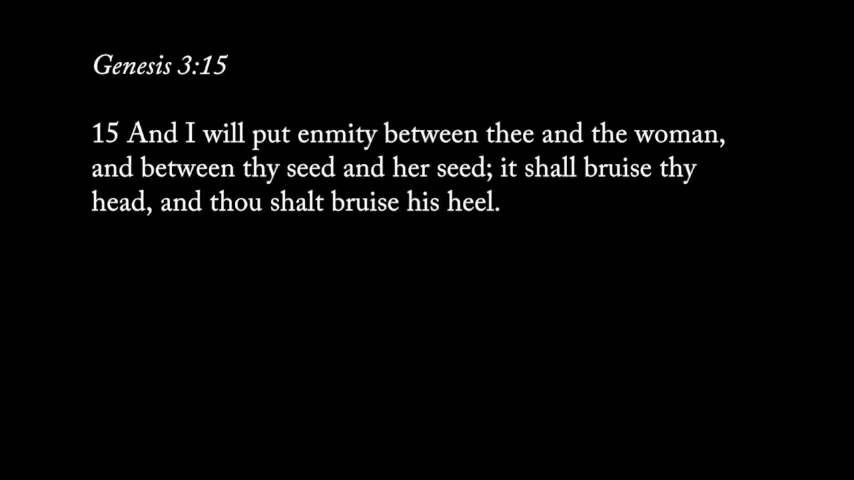 Genesis 3:15
15 And I will put enmity between thee and the woman,
and between thy seed and her seed; it shall bruise thy
head, and thou shalt bruise his heel.